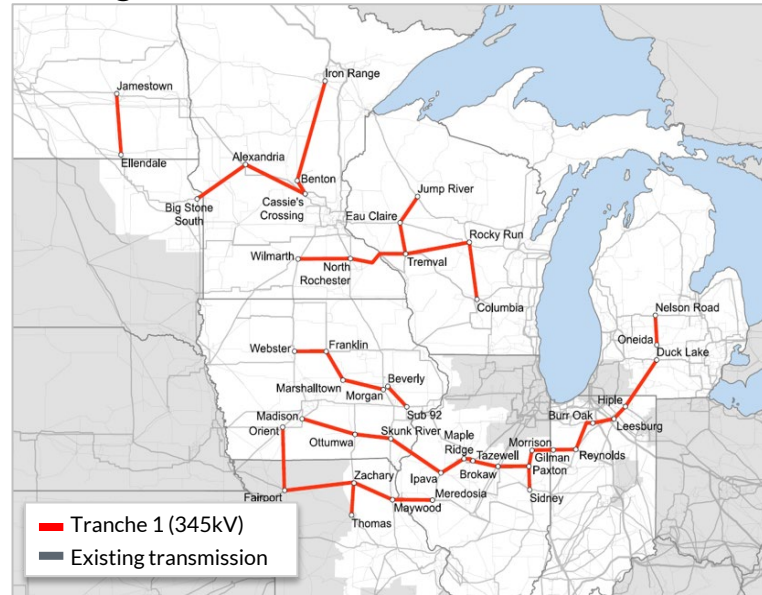 Jamestown
Iron Range
Ellendale
Alexandria
Benton
Big Stone
South
Cassie's
Crossing
Jump River
Eau Claire
Rocky Run
Wilmarth
North
Rochester
Tremval
Columbia
Nelson Road
Oneida
Duck Lake
Webster
Franklin
Marshalltown
Beverly
Morgan
Sub 92
Hiple
Burr Oak
Leesburg
Madison
Orient
Ottumwa
Skunk River
Maple
Ridge
Tazewell
Morrison
Gilman
Reynolds
Ipava
Brokaw
Paxton
Sidney
Zachary
Meredosia
Fairport
Maywood
Thomas
Tranche 1 (345kV)
Existing transmission